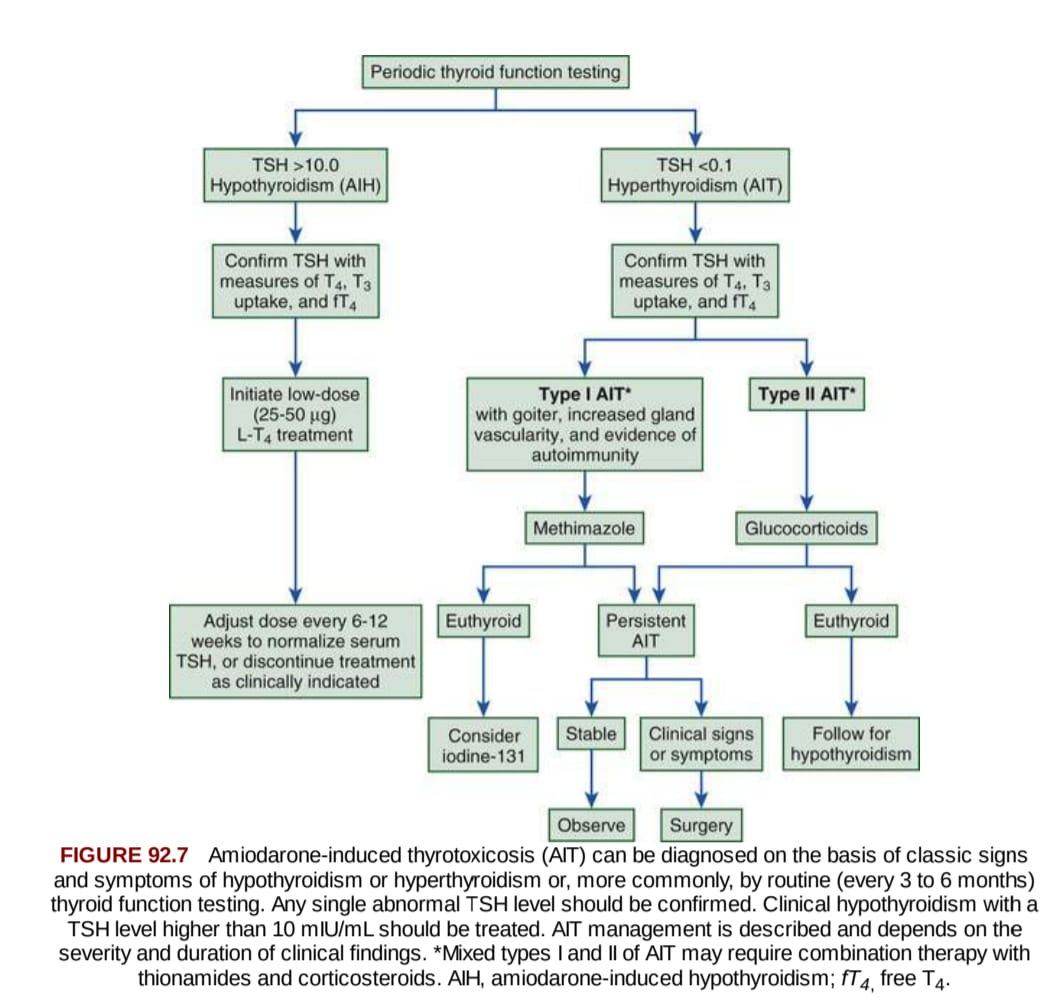 Periodic thyroid function testing
TSH >10.0
Hypothyroidism (AIH)
TSH <0.1
Hyperthyroidism (AIT)
Confirm TSH with
measures of T4, T3
uptake, and fT4
Confirm TSH with
measures of T4, T3
uptake, and fT4
Initiate low-dose
(25-50 μg)
L-T4 treatment
Type I AIT*
with goiter, increased gland
vascularity, and evidence of
autoimmunity
Type II AIT*
Methimazole
Glucocorticoids
Adjust dose every 6-12
weeks to normalize serum
TSH, or discontinue treatment
as clinically indicated
Euthyroid
Persistent
AIT
Euthyroid
Consider
iodine-131
Stable
Clinical signs
or symptoms
Follow for
hypothyroidism
Observe
Surgery
FIGURE 92.7 Amiodarone-induced thyrotoxicosis (AIT) can be diagnosed on the basis of classic signs
and symptoms of hypothyroidism or hyperthyroidism or, more commonly, by routine (every 3 to 6 months)
thyroid function testing. Any single abnormal TSH level should be confirmed. Clinical hypothyroidism with a
TSH level higher than 10 mIU/mL should be treated. AIT management is described and depends on the
severity and duration of clinical findings. *Mixed types I and II of AIT may require combination therapy with
thionamides and corticosteroids. AIH, amiodarone-induced hypothyroidism; fT4, free T4.